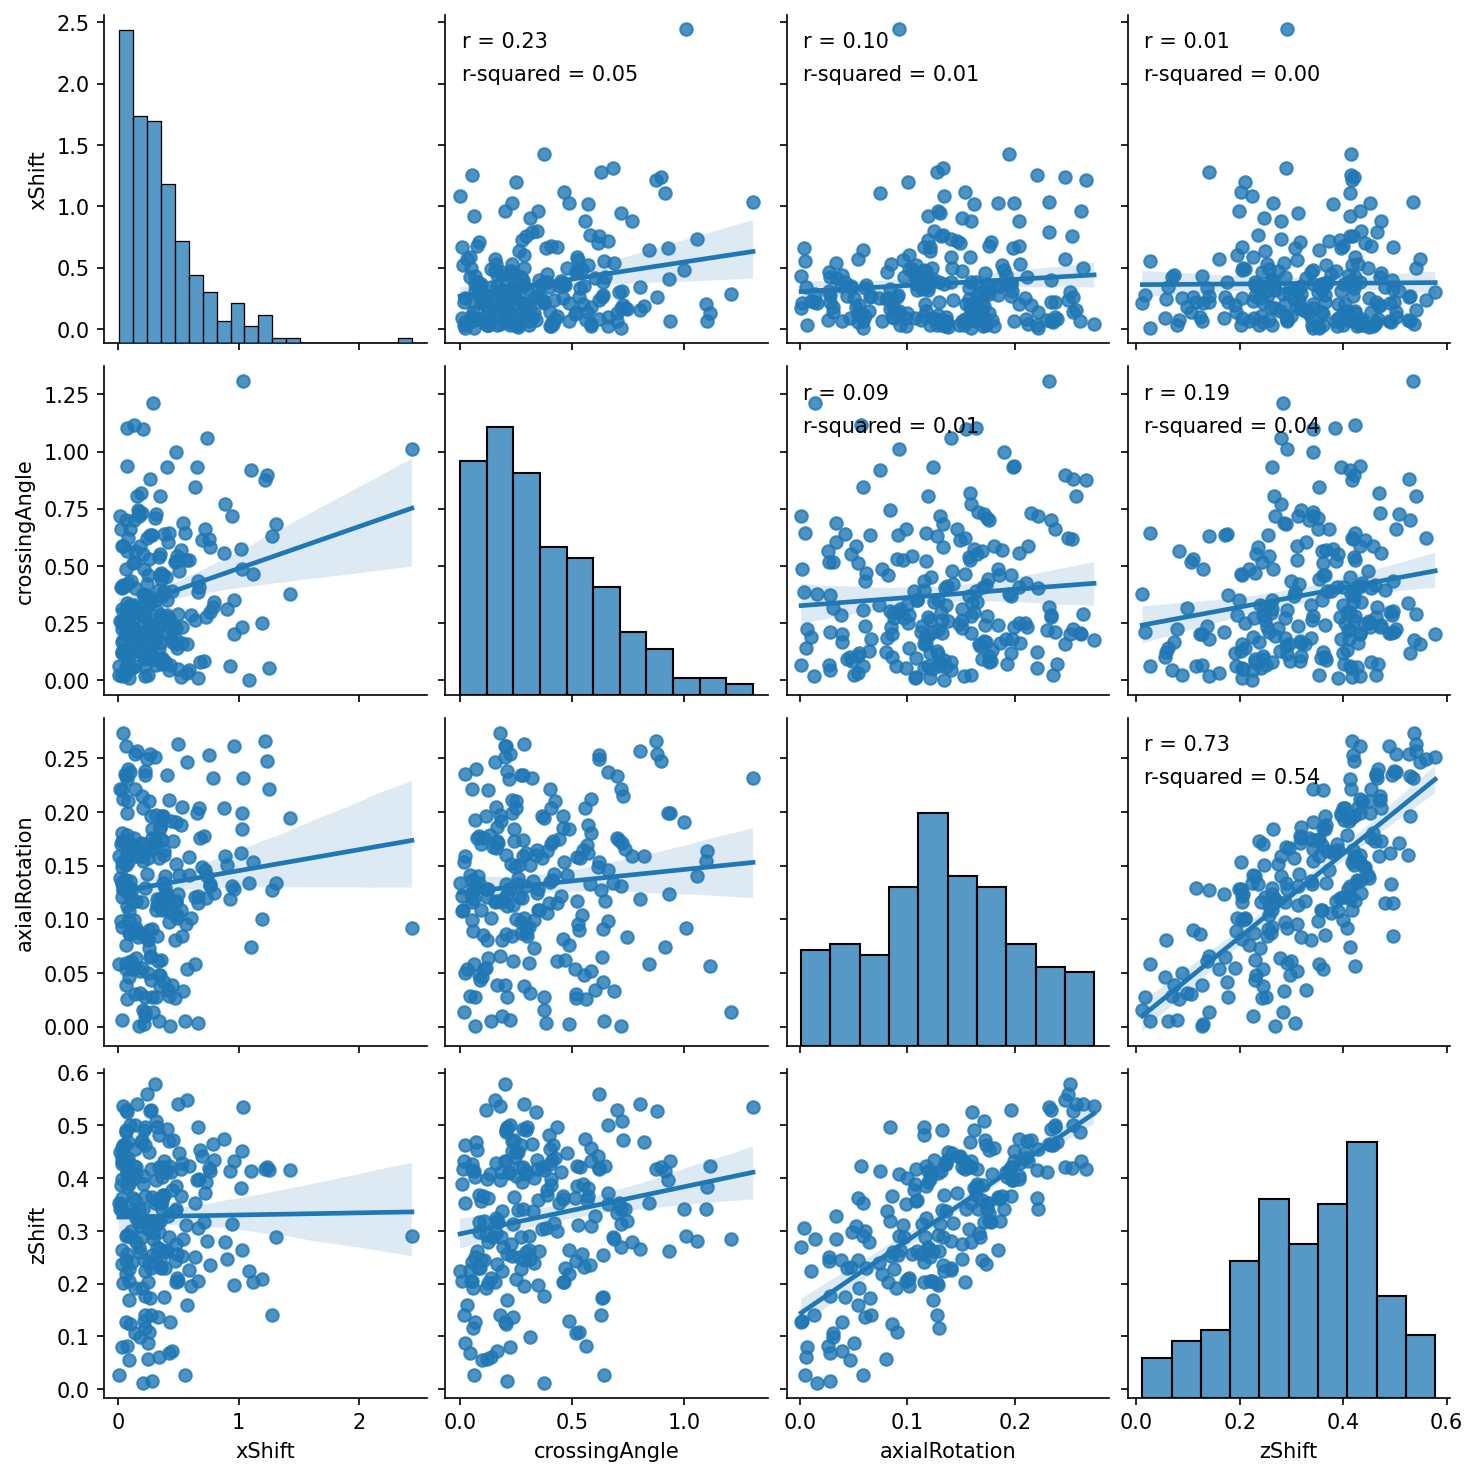 2.5
2.0
1.5
1.0
0.5
0.0
xShift
r = 0.23
r-squared = 0.05
r = 0.10
r-squared = 0.01
r = 0.01
r-squared = 0.00
1.25
1.00
0.75
0.50
0.25
0.00
crossingAngle
r = 0.09
r-squared = 0.01
r = 0.19
r-squared = 0.04
0.25
0.20
0.15
0.10
0.05
0.00
axialRotation
r = 0.73
r-squared = 0.54
0.6
0.5
0.4
0.3
0.2
0.1
0.0
zShift
0 1 2
xShift
0.0 0.5 1.0
crossingAngle
0.0 0.1 0.2
axialRotation
0.0 0.2 0.4 0.6
zShift